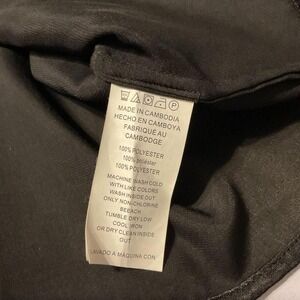 MADE IN CAMBODIA
HECHO EN CAMBOYA
FABRIQUÉ AU
CAMBODGE
100% POLYESTER
100% poliester
100% POLYESTER
MACHINE WASH COLD
WITH LIKE COLORS
WASH INSIDE OUT
ONLY NON-CHLORINE
BEECH
TUMBLE DRY LOW
COOL IRON
OR DRY CLEAN INSIDE
OUT
LAVADO A MAQUINA CON